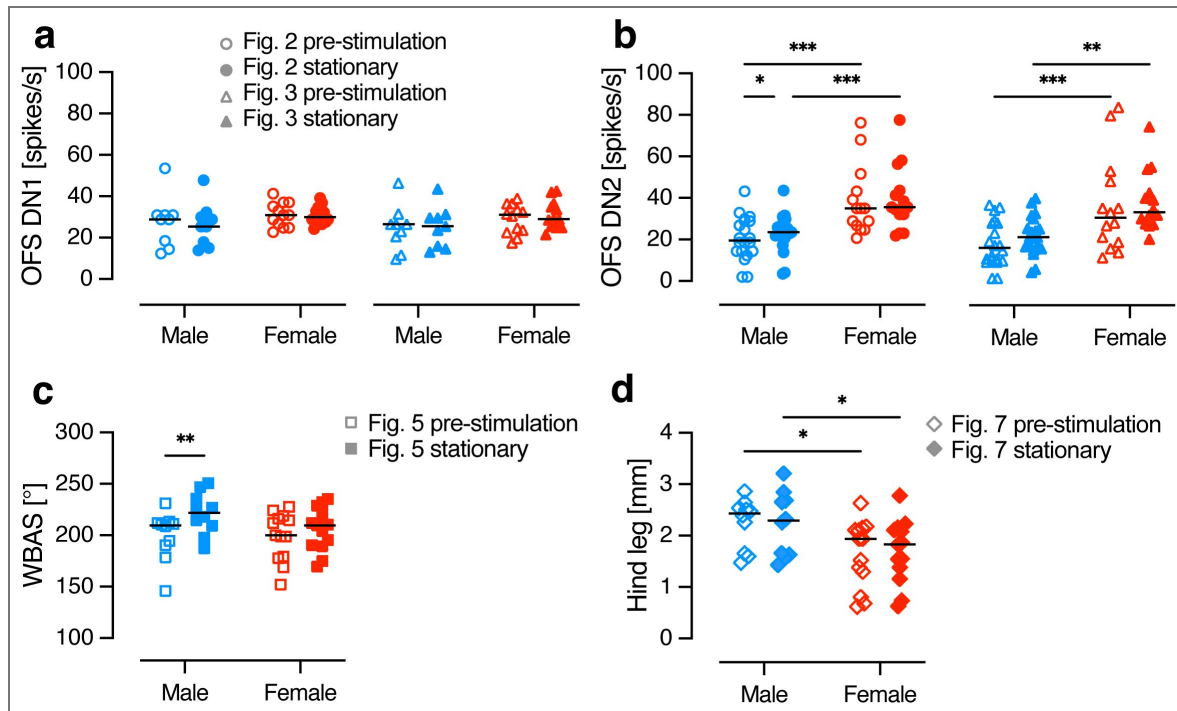 a
Fig. 2 pre-stimulation
Fig. 2 stationary
Fig. 3 pre-stimulation
Fig. 3 stationary
OFS DN1 [spikes/s]
100
80
60
40
20
0
Male
Female
Male
Female
b
OFS DN2 [spikes/s]
100
80
60
40
20
0
***
*
***
**
***
Male
Female
Male
Female
c
Fig. 5 pre-stimulation
Fig. 5 stationary
WBAS [°]
300
250
200
150
100
**
Male
Female
d
Fig. 7 pre-stimulation
Fig. 7 stationary
Hind leg [mm]
4
3
2
1
0
*
*
Male
Female